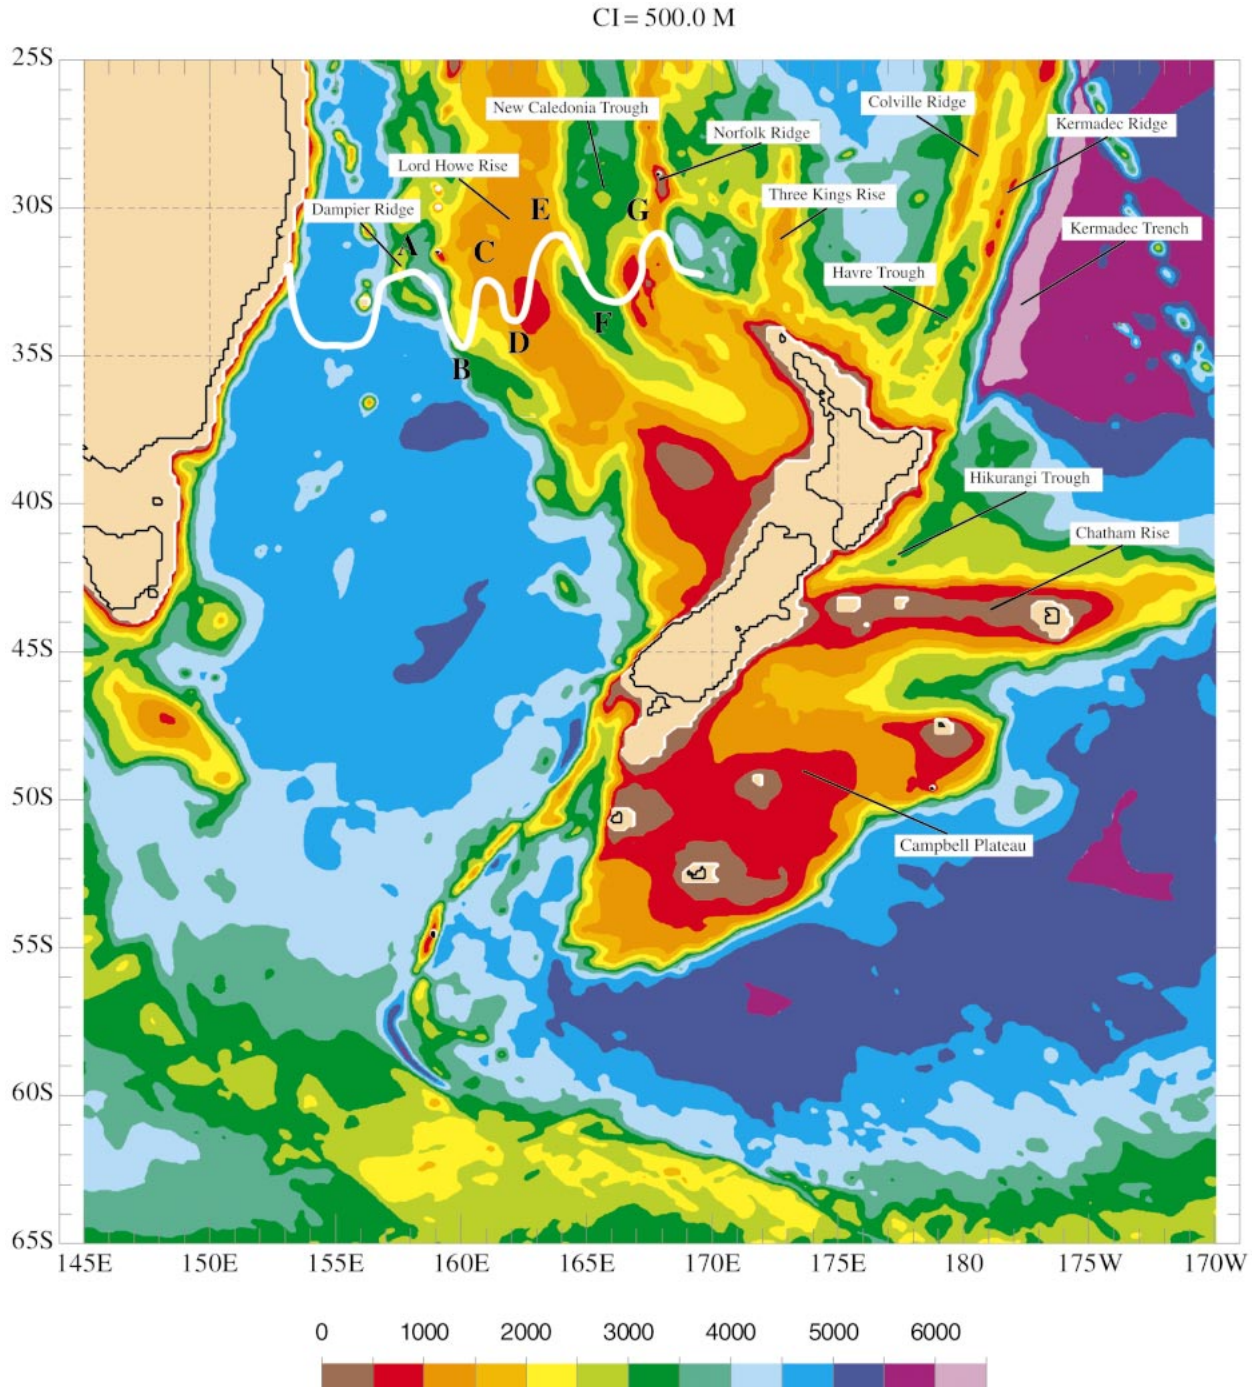 CI = 500.0 M
25S
30S
35S
40S
45S
50S
55S
60S
65S
New Caledonia Trough
Colville Ridge
Kermadec Ridge
Norfolk Ridge
Lord Howe Rise
Three Kings Rise
Dampier Ridge
Kermadec Trench
Havre Trough
A
B
C
D
E
F
G
Hikurangi Trough
Chatham Rise
Campbell Plateau
145E 150E 155E 160E 165E 170E 175E 180 175W 170W
0 1000 2000 3000 4000 5000 6000